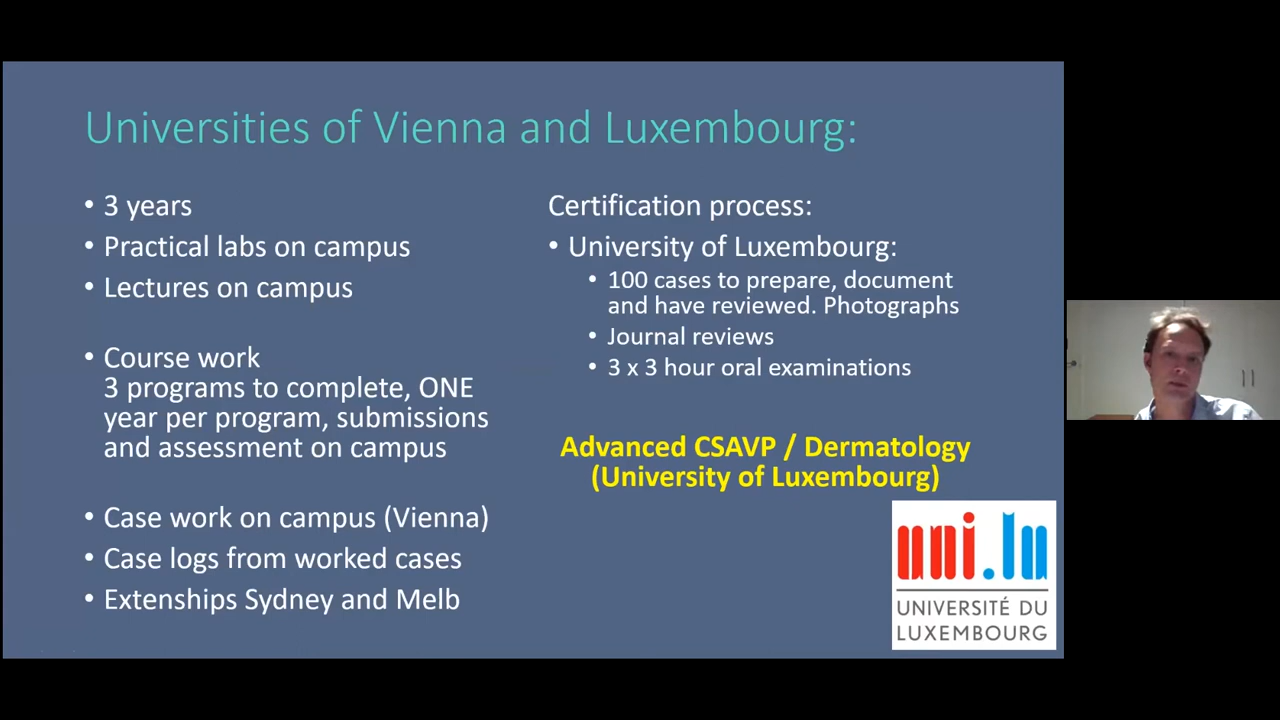 Universities of Vienna and Luxembourg:
• 3 years
• Practical labs on campus
• Lectures on campus
• Course work
3 programs to complete, ONE
year per program, submissions
and assessment on campus
• Case work on campus (Vienna)
• Case logs from worked cases
• Extenships Sydney and Melb
Certification process:
• University of Luxembourg:
• 100 cases to prepare, document
and have reviewed. Photographs
• Journal reviews
• 3 x 3 hour oral examinations
Advanced CSAVP / Dermatology
(University of Luxembourg)
uni.lu
UNIVERSITÉ DU
LUXEMBOURG